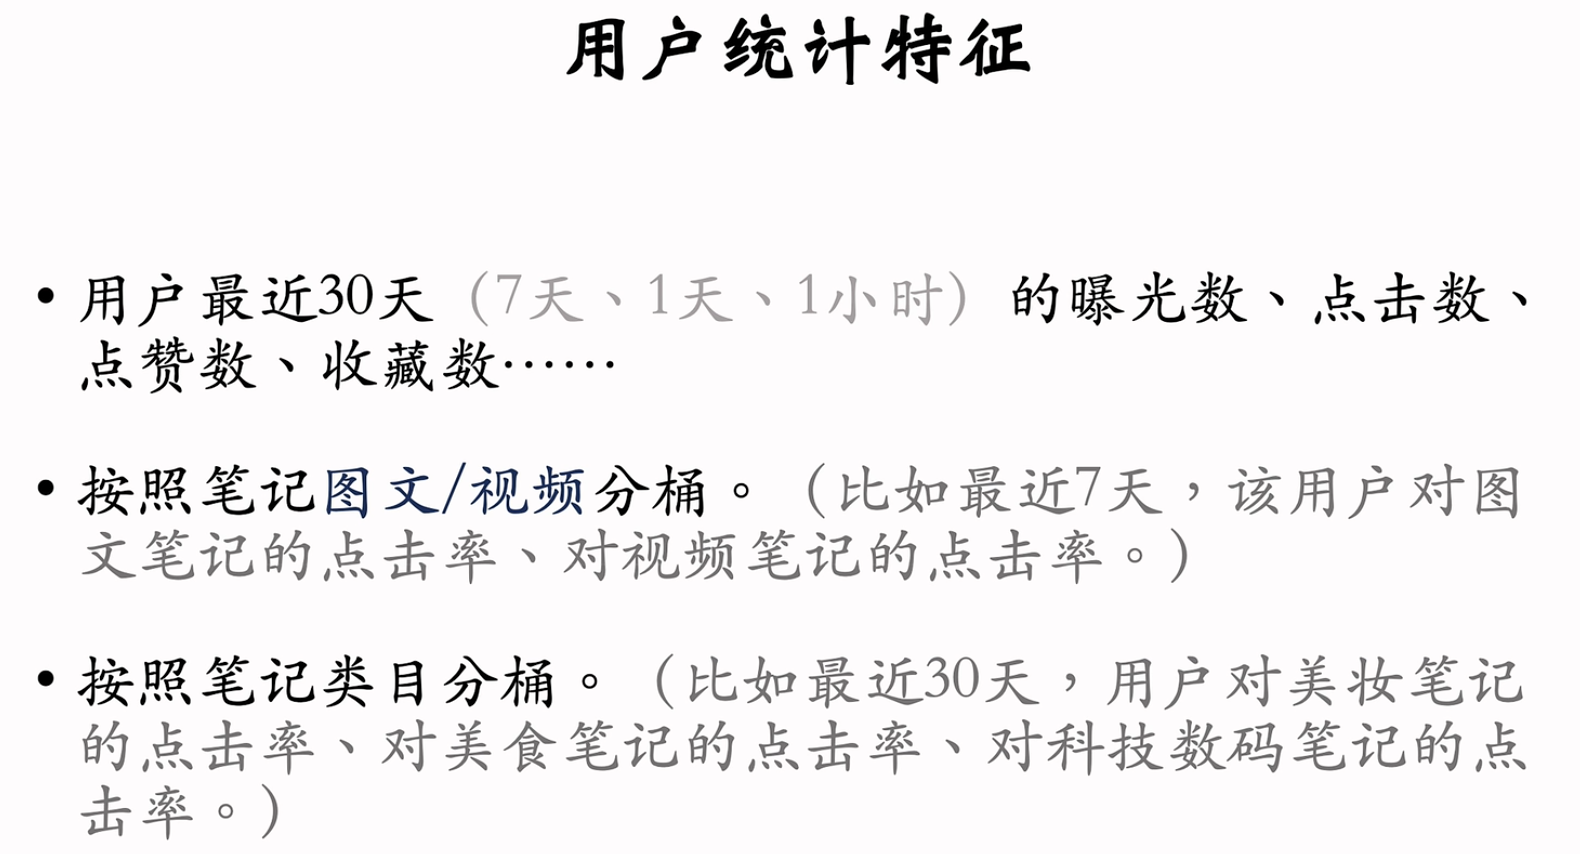 用户统计特征
• 用户最近30天（7天、1天、1小时）的曝光数、点击数、
点赞数、收藏数……
• 按照笔记图文/视频分桶。（比如最近7天，该用户对图
文笔记的点击率、对视频笔记的点击率。）
• 按照笔记类目分桶。（比如最近30天，用户对美妆笔记
的点击率、对美食笔记的点击率、对科技数码笔记的点
击率。）